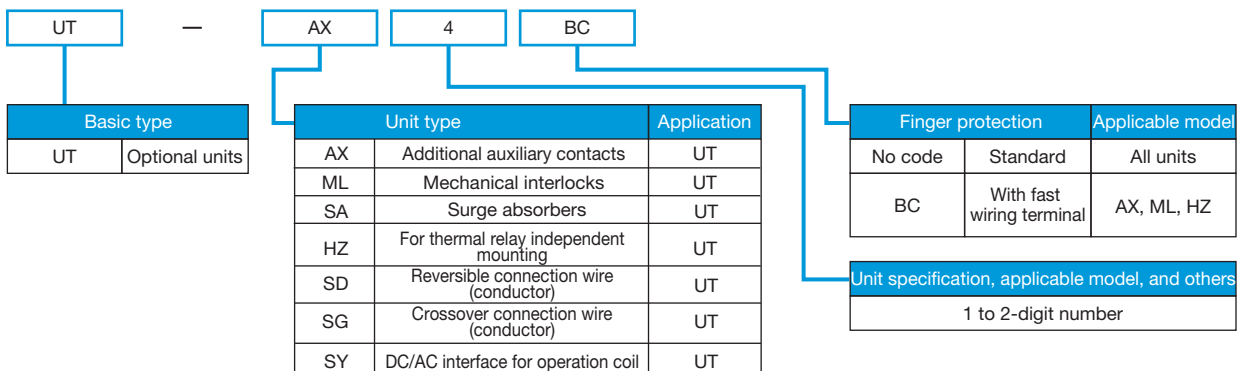 UT — AX 4 BC
Basic type
UT Optional units
Unit type Application
AX Additional auxiliary contacts UT
ML Mechanical interlocks UT
SA Surge absorbers UT
HZ For thermal relay independent mounting UT
SD Reversible connection wire (conductor) UT
SG Crossover connection wire (conductor) UT
SY DC/AC interface for operation coil UT
Finger protection Applicable model
No code Standard All units
BC With fast wiring terminal AX, ML, HZ
Unit specification, applicable model, and others
1 to 2-digit number